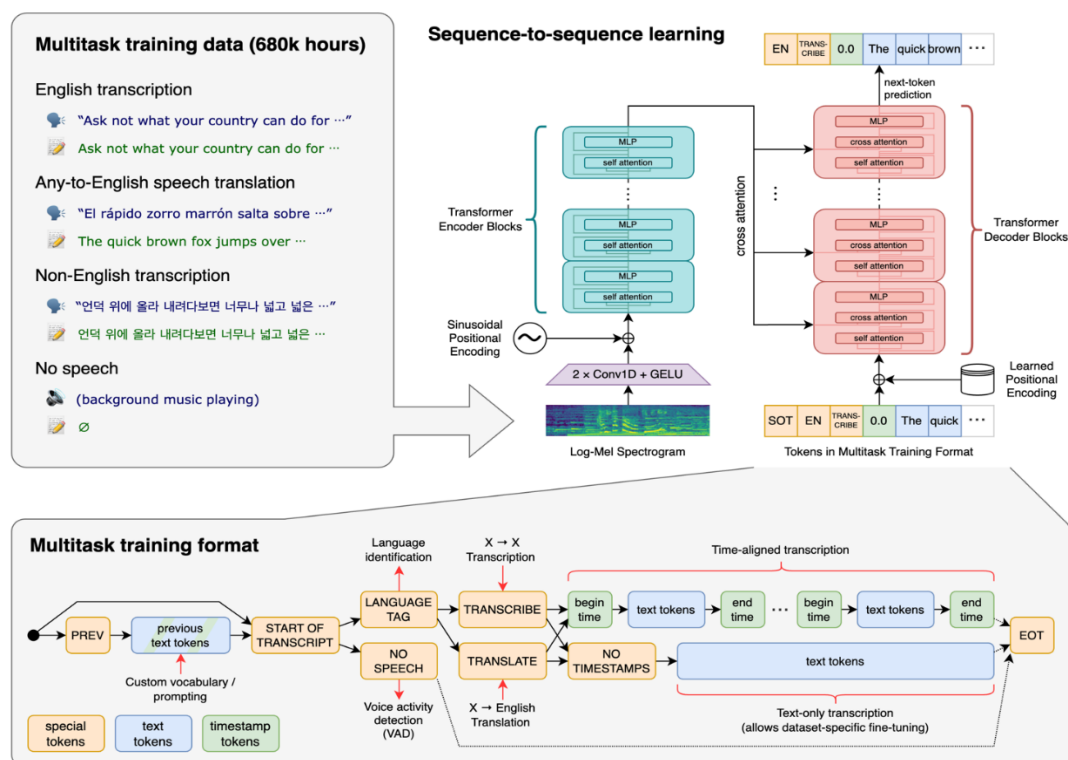 Multitask training data (680k hours)
English transcription
“Ask not what your country can do for ⋯”
Ask not what your country can do for ⋯
Any-to-English speech translation
“El rápido zorro marrón salta sobre ⋯”
The quick brown fox jumps over ⋯
Non-English transcription
“언덕 위에 올라 내려다보면 너무나 넓고 넓은 ⋯”
언덕 위에 올라 내려다보면 너무나 넓고 넓은 ⋯
No speech
(background music playing)
∅
Sequence-to-sequence learning
EN TRANS-CRIBE 0.0 The quick brown ⋯
next-token
prediction
MLP
self attention
MLP
self attention
MLP
self attention
Transformer
Encoder Blocks
Sinusoidal
Positional
Encoding
2 × Conv1D + GELU
Log-Mel Spectrogram
cross attention
MLP
cross attention
self attention
MLP
cross attention
self attention
MLP
cross attention
self attention
Transformer
Decoder Blocks
Learned
Positional
Encoding
SOT EN TRANS-CRIBE 0.0 The quick ⋯
Tokens in Multitask Training Format
Multitask training format
Language
identification
X → X
Transcription
Time-aligned transcription
PREV
previous
text tokens
START OF
TRANSCRIPT
LANGUAGE
TAG
NO
SPEECH
TRANSCRIBE
TRANSLATE
begin
time
text tokens
end
time
⋯
begin
time
text tokens
end
time
NO
TIMESTAMPS
text tokens
EOT
Custom vocabulary /
prompting
Voice activity
detection
(VAD)
X → English
Translation
Text-only transcription
(allows dataset-specific fine-tuning)
special
tokens
text
tokens
timestamp
tokens